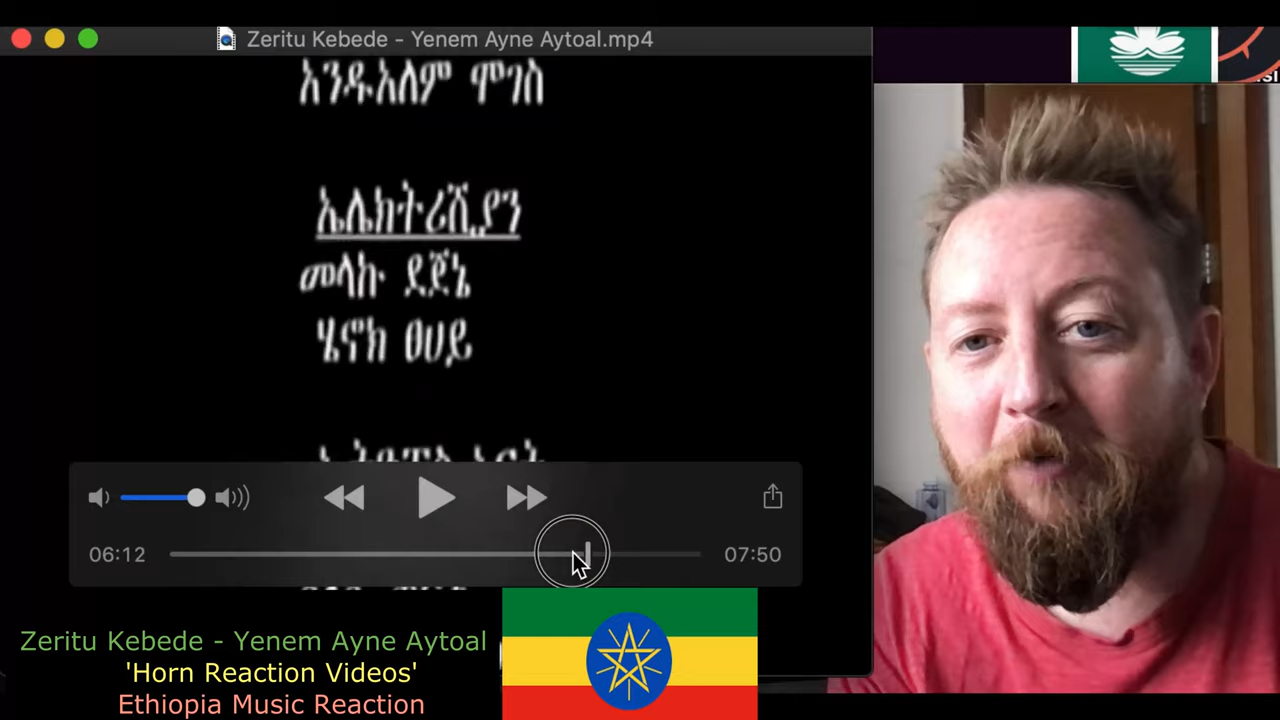 Zeritu Kebede - Yenem Ayne Aytoal.mp4
አንዱአለም ሞገስ
ኤሌክትሪሺያን
መላኩ ደጀኔ
ሄኖክ ፀሀይ
06:12
07:50
Zeritu Kebede - Yenem Ayne Aytoal
'Horn Reaction Videos'
Ethiopia Music Reaction